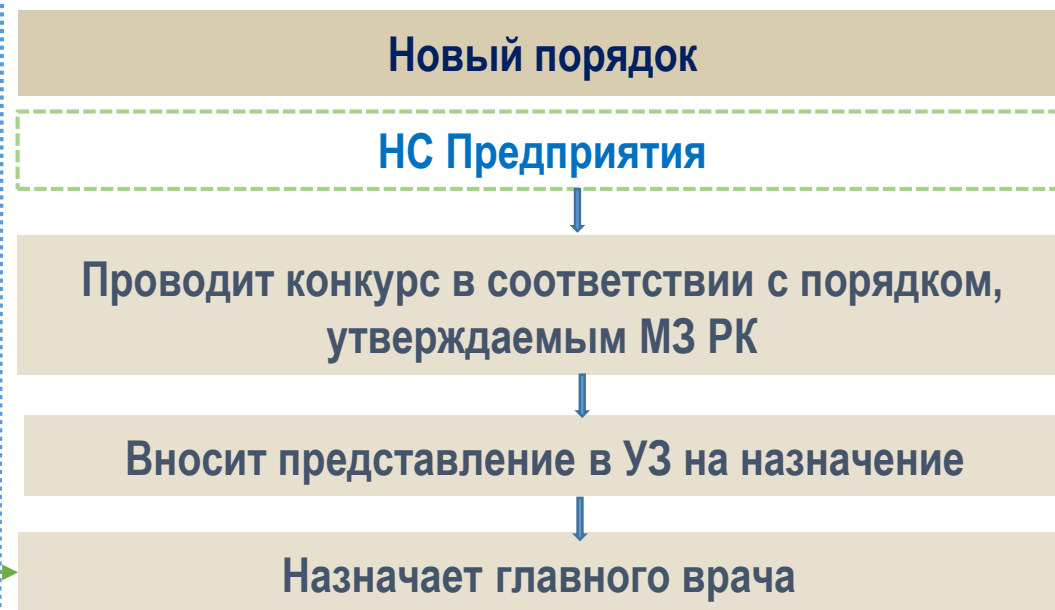 Новый порядок
НС Предприятия
Проводит конкурс в соответствии с порядком,
утверждаемым МЗ РК
Вносит представление в УЗ на назначение
Назначает главного врача